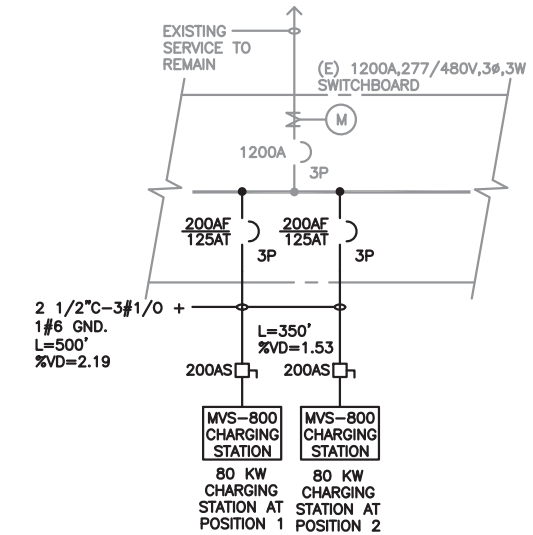 EXISTING
SERVICE TO
REMAIN
(E) 1200A,277/480V,3ø,3W
SWITCHBOARD
M
1200A
3P
200AF
125AT
3P
200AF
125AT
3P
2 1/2"C-3#1/0 +
1#6 GND.
L=500'
%VD=2.19
L=350'
%VD=1.53
200AS
200AS
MVS-800
CHARGING
STATION
MVS-800
CHARGING
STATION
80 KW
CHARGING
STATION AT
POSITION 1
80 KW
CHARGING
STATION AT
POSITION 2